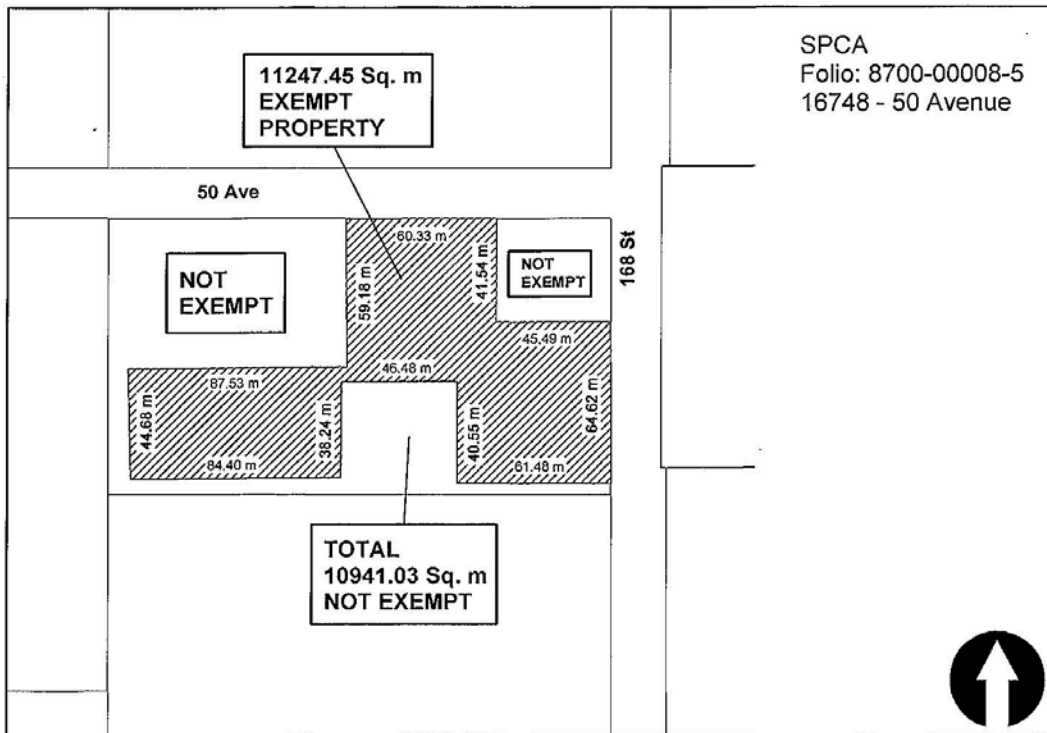 SPCA
Folio: 8700-00008-5
16748 - 50 Avenue
11247.45 Sq. m
EXEMPT
PROPERTY
50 Ave
168 St
NOT
EXEMPT
NOT
EXEMPT
60.33 m
59.18 m
41.54 m
45.49 m
46.48 m
87.53 m
44.68 m
38.24 m
40.55 m
64.62 m
84.40 m
61.48 m
TOTAL
10941.03 Sq. m
NOT EXEMPT